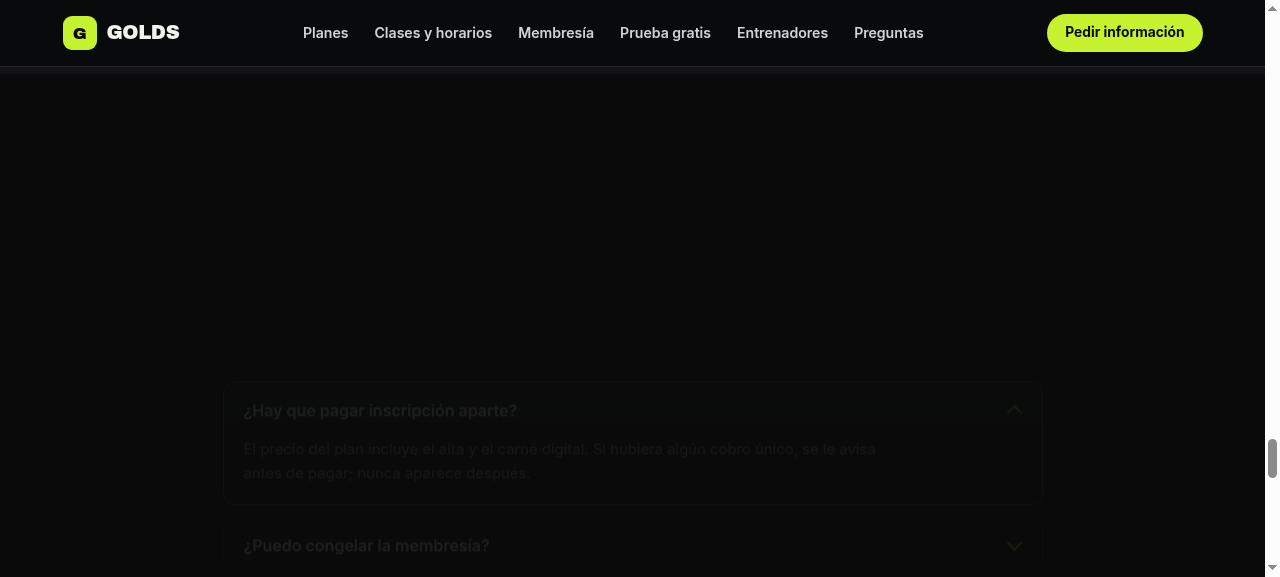 G GOLDS
Planes
Clases y horarios
Membresía
Prueba gratis
Entrenadores
Preguntas
Pedir información
¿Hay que pagar inscripción aparte?
El precio del plan incluye el alta y el carné digital. Si hubiera algún cobro único, se le avisa
antes de pagar; nunca aparece después.
¿Puedo congelar la membresía?